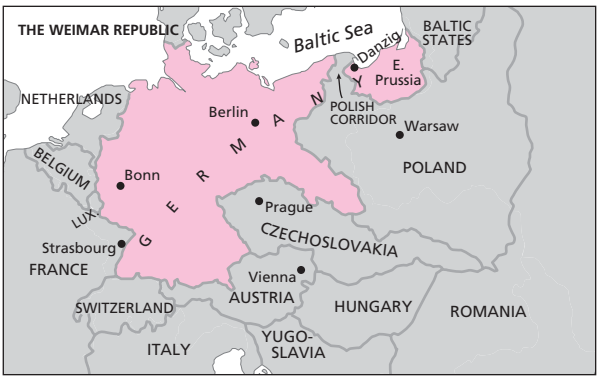 THE WEIMAR REPUBLIC
Baltic Sea
BALTIC
STATES
Danzig
E.
Prussia
NETHERLANDS
POLISH
CORRIDOR
Berlin
Warsaw
GERMANY
POLAND
BELGIUM
Bonn
LUX.
Prague
Strasbourg
CZECHOSLOVAKIA
FRANCE
Vienna
AUSTRIA
SWITZERLAND
HUNGARY
ROMANIA
ITALY
YUGO-
SLAVIA